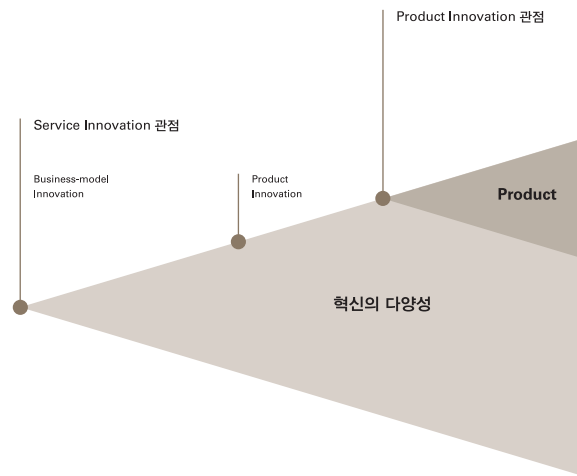 Product Innovation 관점
Service Innovation 관점
Business-model
Innovation
Product
Innovation
Product
혁신의 다양성